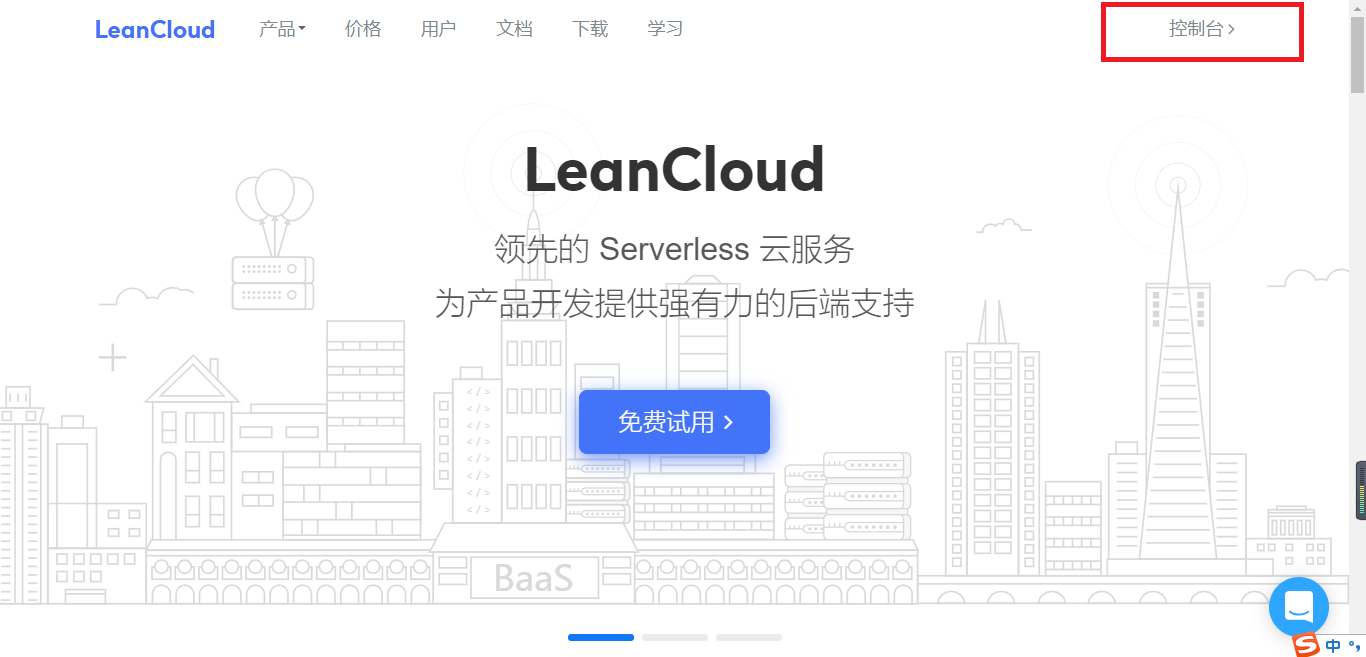 LeanCloud 产品 价格 用户 文档 下载 学习 控制台 >
LeanCloud
领先的 Serverless 云服务
为产品开发提供强有力的后端支持
</>
</>
</>
</>
</>
</>
</>
</>
免费试用 >
BaaS
S 中 °,